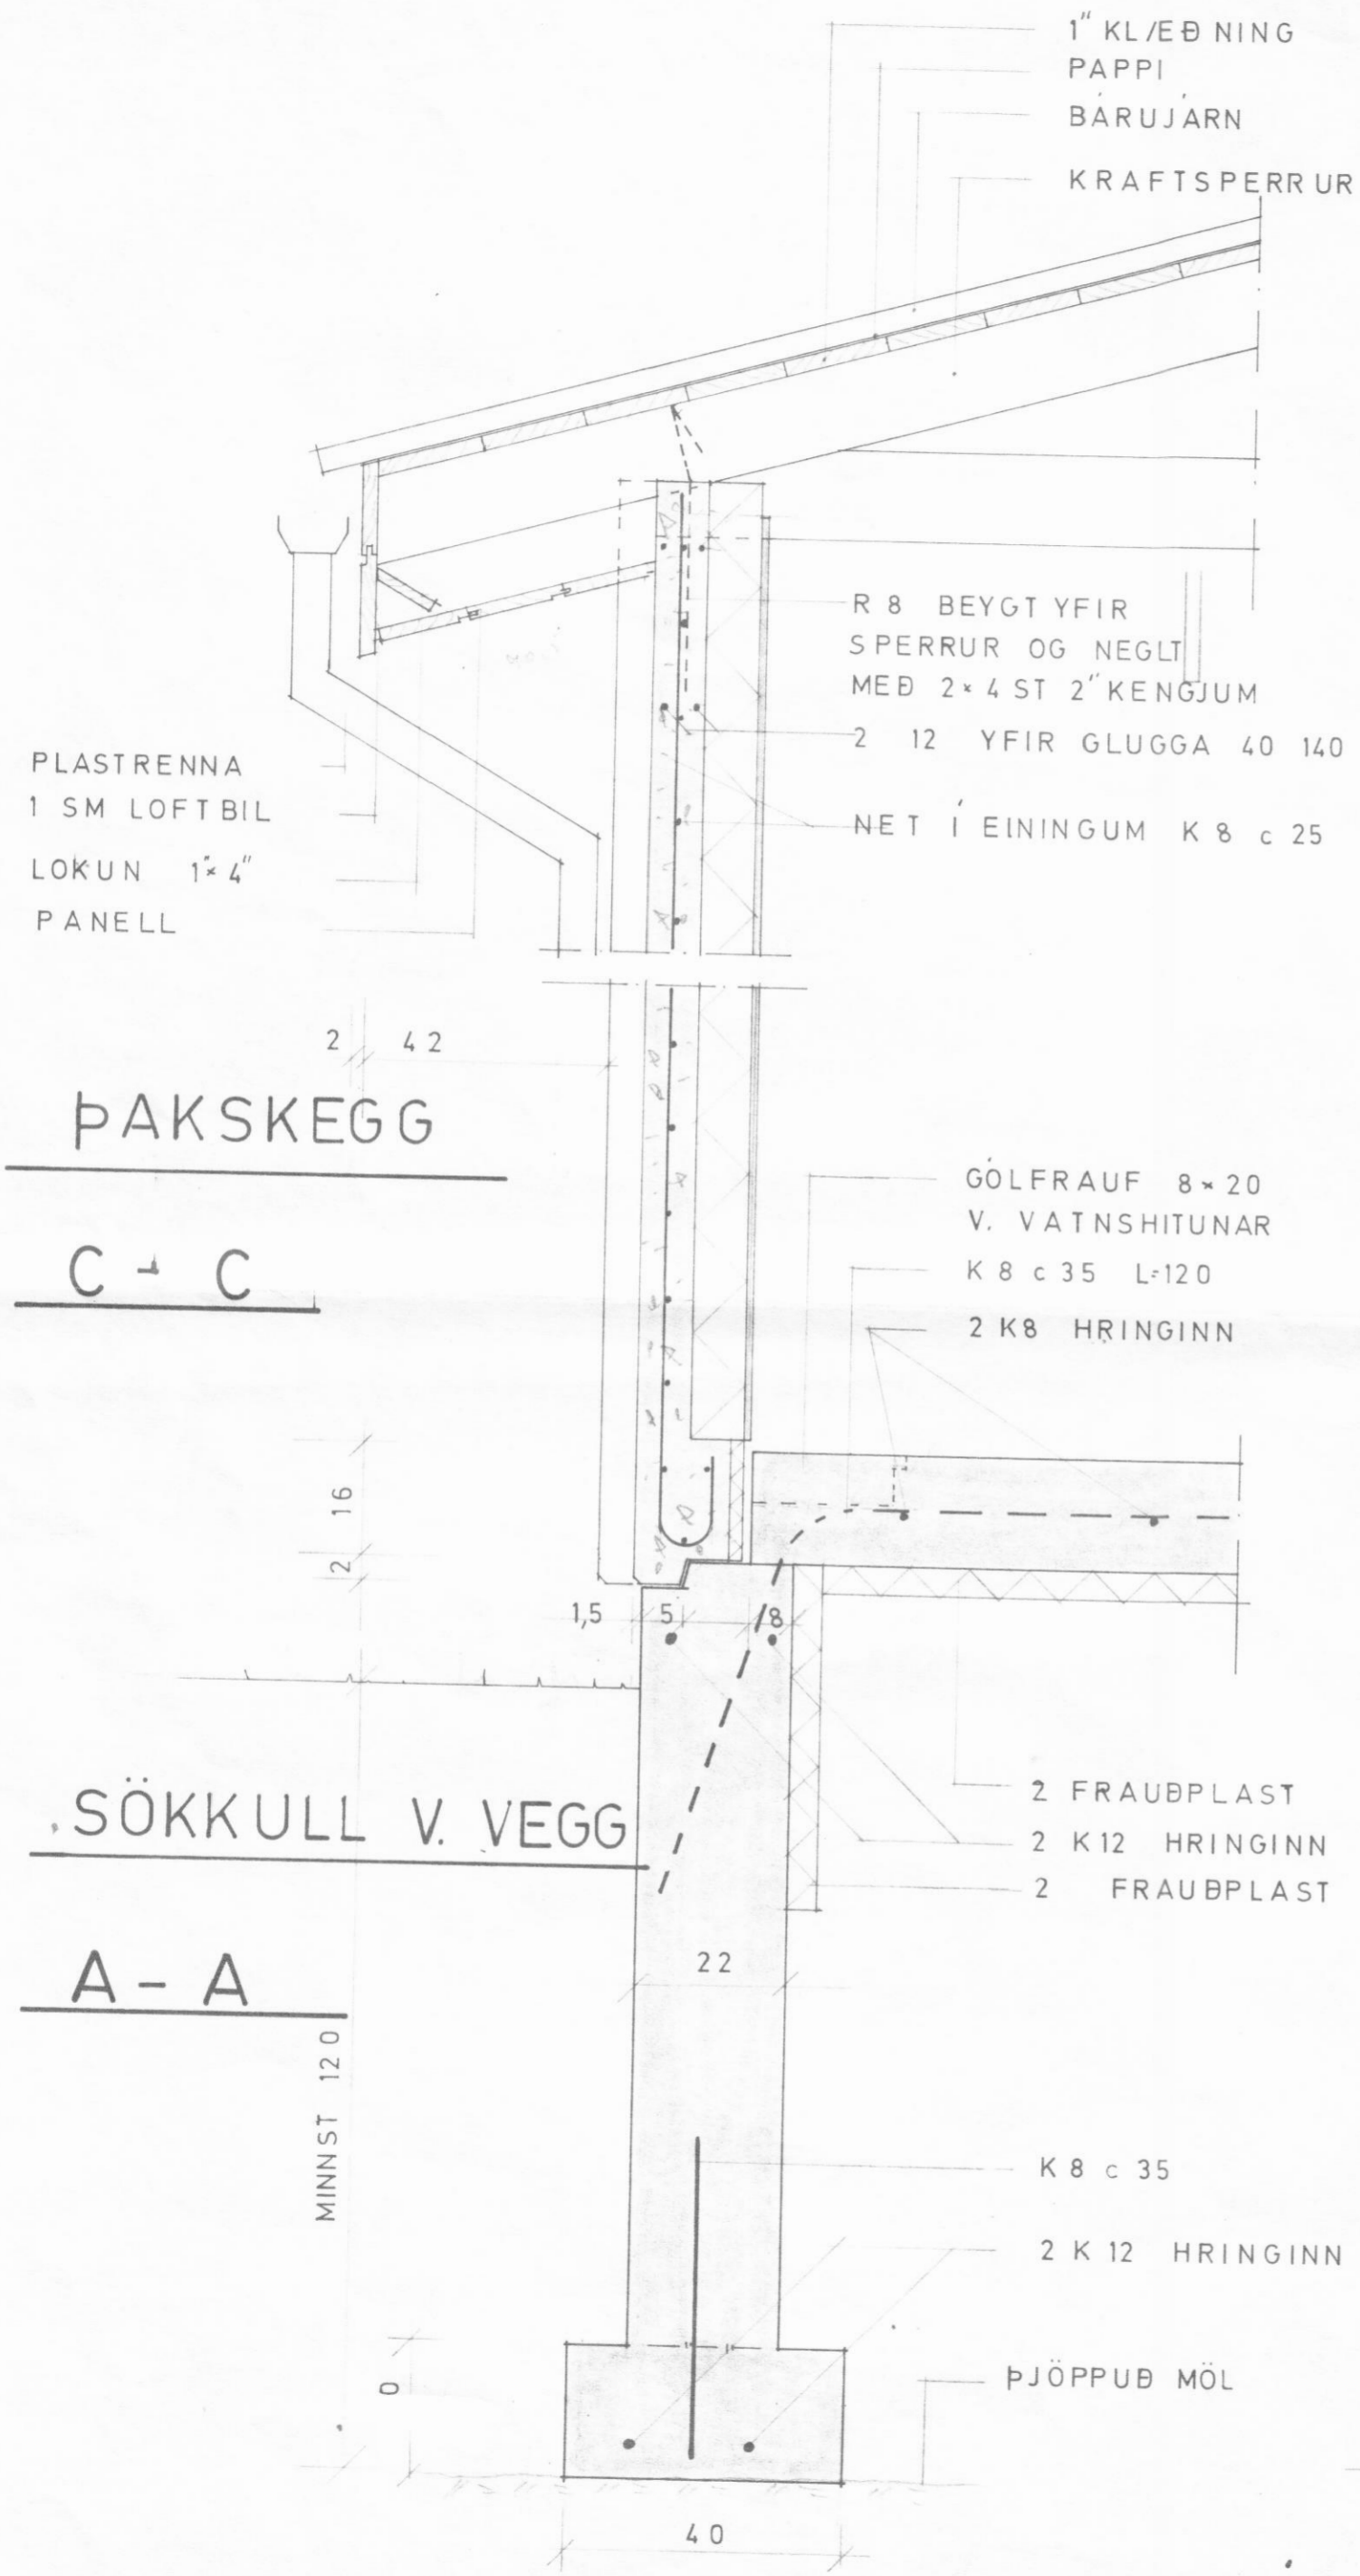 1" KLÆÐNING
PAPPI
BÁRUJÁRN
KRAFTSPERRUR
R 8 BEYGT YFIR
SPERRUR OG NEGLT
MEÐ 2×4 ST 2" KENGJUM
2 12 YFIR GLUGGA 40 140
NET Í EININGUM K 8 c 25
PLASTRENNA
1 SM LOFTBIL
LOKUN 1"×4"
PANELL
2 42
ÞAKSKEGG
C - C
GÓLFRAUF 8×20
V. VATNSHITUNAR
K 8 c 35 L=120
2 K8 HRINGINN
16
2
1,5 5 8
SÖKKULL V. VEGG
2 FRAUÐPLAST
2 K12 HRINGINN
2 FRAUÐPLAST
A - A
22
MINNST 120
K 8 c 35
2 K 12 HRINGINN
ÞJÖPPUÐ MÖL
0
40